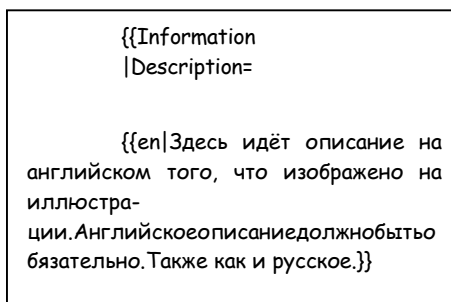 {{Information
|Description=
{{en|Здесь идёт описание на
английском того, что изображено на
иллюстра-
ции.Английскоеописаниедолжнобытьо
бязательно.Также как и русское.}}